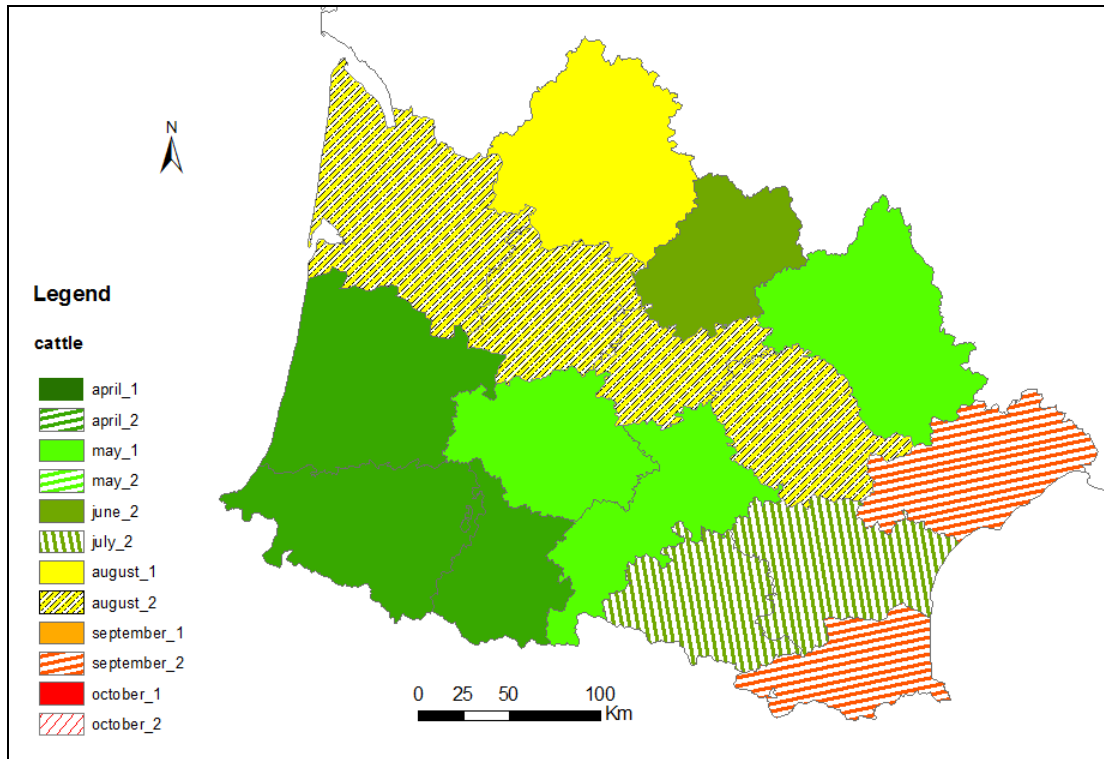 N
Legend
cattle
april_1
april_2
may_1
may_2
june_2
july_2
august_1
august_2
september_1
september_2
october_1
october_2
0 25 50 100
Km